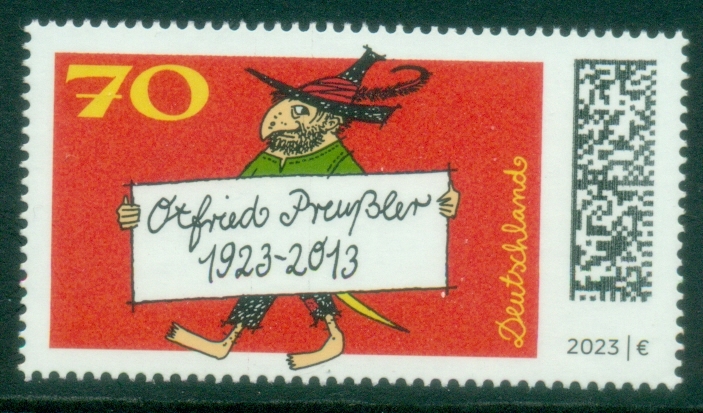 70
Otfried Preußler
1923-2013
Deutschland
2023 | €